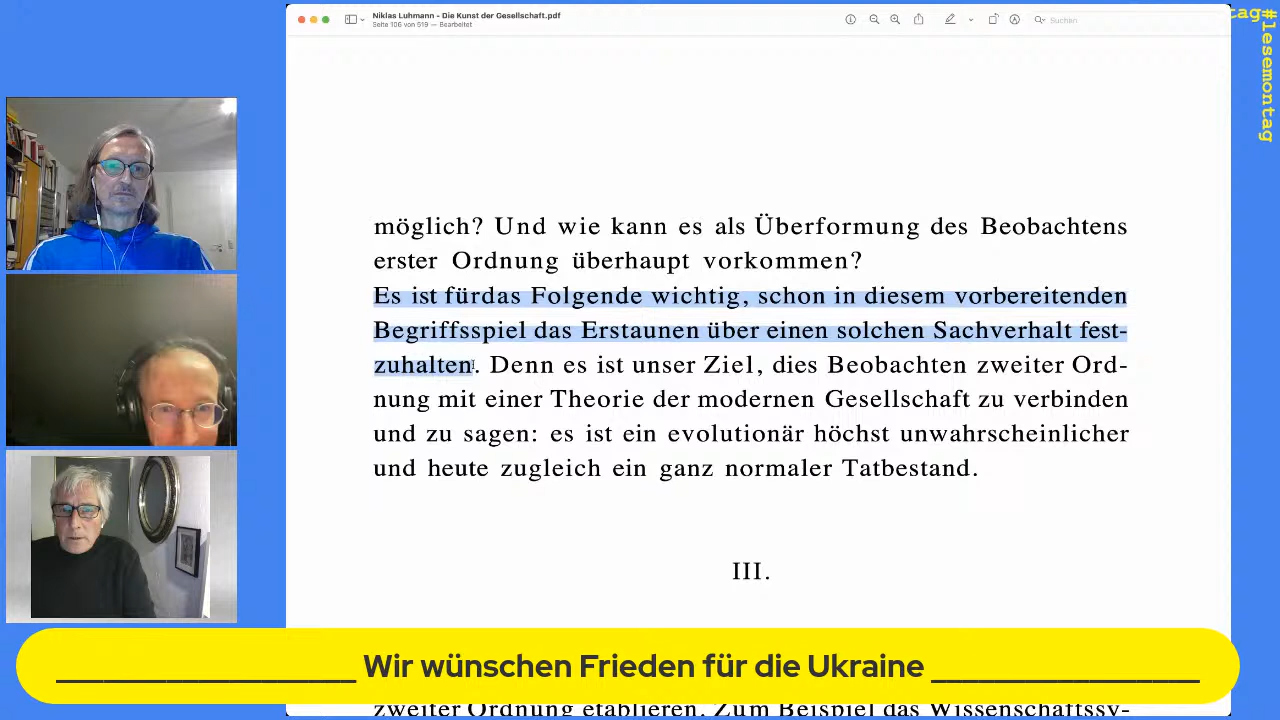 Niklas Luhmann - Die Kunst der Gesellschaft.pdf
Seite 106 von 519 — Bearbeitet
Suchen
tag#lesemontag
möglich? Und wie kann es als Überformung des Beobachtens
erster Ordnung überhaupt vorkommen?
Es ist fürdas Folgende wichtig, schon in diesem vorbereitenden
Begriffsspiel das Erstaunen über einen solchen Sachverhalt fest-
zuhalten. Denn es ist unser Ziel, dies Beobachten zweiter Ord-
nung mit einer Theorie der modernen Gesellschaft zu verbinden
und zu sagen: es ist ein evolutionär höchst unwahrscheinlicher
und heute zugleich ein ganz normaler Tatbestand.
III.
___________________ Wir wünschen Frieden für die Ukraine _________________
zweiter Ordnung etablieren. Zum Beispiel das Wissenschaftssy-